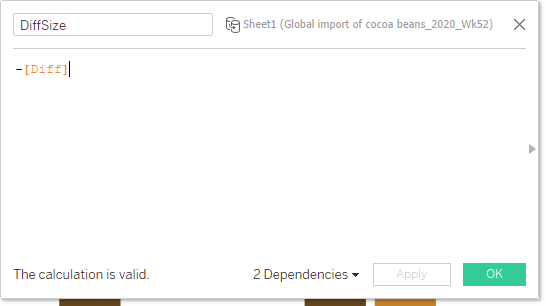 DiffSize
Sheet1 (Global import of cocoa beans_2020_Wk52)
-[Diff]
The calculation is valid.
2 Dependencies
Apply
OK